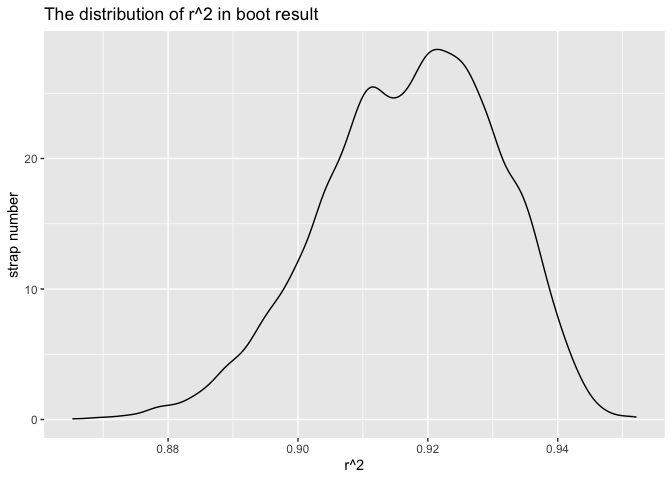 The distribution of r^2 in boot result
strap number
20
10
0
0.88
0.90
0.92
0.94
r^2